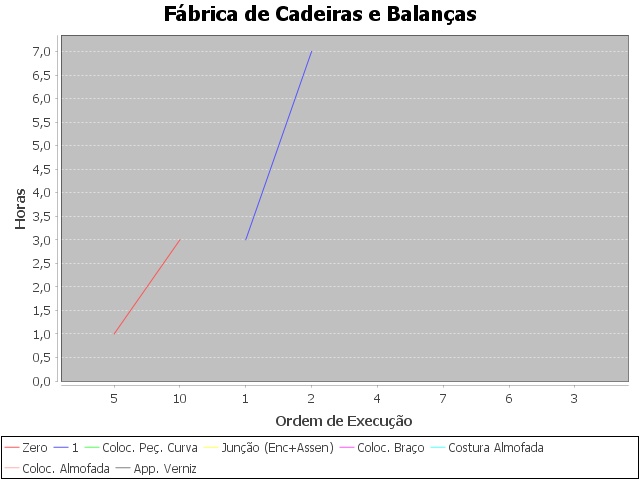 Fábrica de Cadeiras e Balanças
7,0
6,5
6,0
5,5
5,0
4,5
4,0
3,5
3,0
2,5
2,0
1,5
1,0
0,5
0,0
Horas
5 10 1 2 4 7 6 3
Ordem de Execução
Zero 1 Coloc. Peç. Curva Junção (Enc+Assen) Coloc. Braço Costura Almofada
Coloc. Almofada App. Verniz